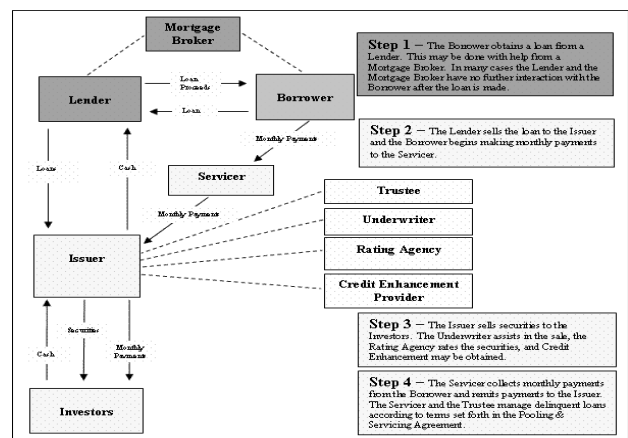 Mortgage
Broker
Step 1 – The Borrower obtains a loan from a
Lender. This may be done with help from a
Mortgage Broker. In many cases the Lender and the
Mortgage Broker have no further interaction with the
Borrower after the loan is made.
Loan
Proceeds
Lender
Borrower
Loan
Monthly Payments
Step 2 – The Lender sells the loan to the Issuer
and the Borrower begins making monthly payments
to the Servicer.
Loans
Cash
Servicer
Trustee
Monthly Payments
Underwriter
Rating Agency
Issuer
Credit Enhancement
Provider
Securities
Cash
Monthly
Payments
Step 3 – The Issuer sells securities to the
Investors. The Underwriter assists in the sale, the
Rating Agency rates the securities, and Credit
Enhancement may be obtained.
Investors
Step 4 – The Servicer collects monthly payments
from the Borrower and remits payments to the Issuer.
The Servicer and the Trustee manage delinquent loans
according to terms set forth in the Pooling &
Servicing Agreement.